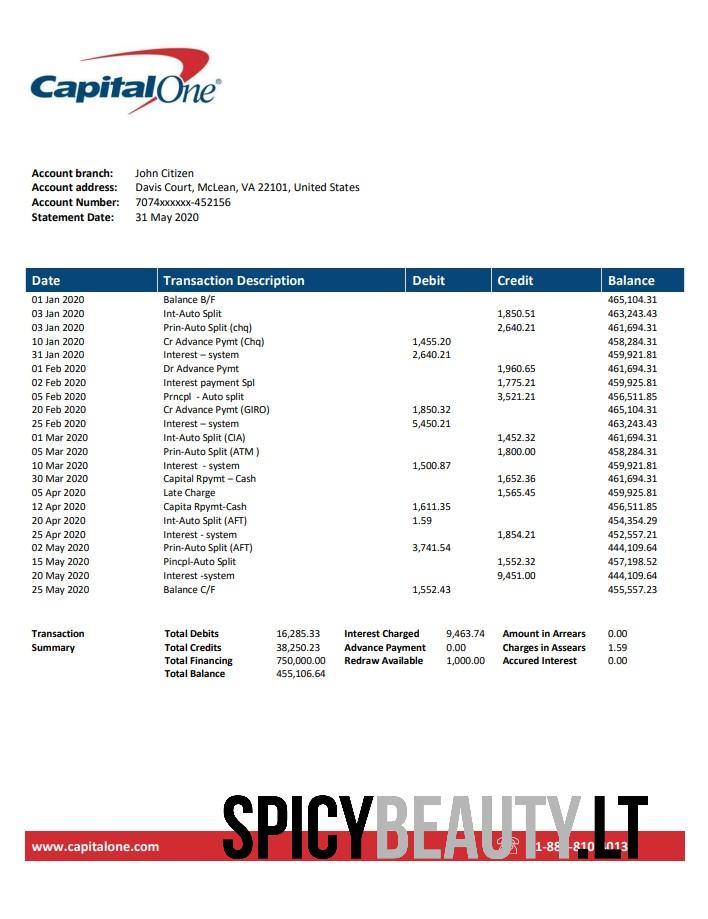 CapitalOne®
Account branch: John Citizen
Account address: Davis Court, McLean, VA 22101, United States
Account Number: 7074xxxxxx-452156
Statement Date: 31 May 2020
Date Transaction Description Debit Credit Balance
01 Jan 2020 Balance B/F 465,104.31
03 Jan 2020 Int-Auto Split 1,850.51 463,243.43
03 Jan 2020 Prin-Auto Split (chq) 2,640.21 461,694.31
10 Jan 2020 Cr Advance Pymt (Chq) 1,455.20 458,284.31
31 Jan 2020 Interest – system 2,640.21 459,921.81
01 Feb 2020 Dr Advance Pymt 1,960.65 461,694.31
02 Feb 2020 Interest payment Spl 1,775.21 459,925.81
05 Feb 2020 Prncpl - Auto split 3,521.21 456,511.85
20 Feb 2020 Cr Advance Pymt (GIRO) 1,850.32 465,104.31
25 Feb 2020 Interest – system 5,450.21 463,243.43
01 Mar 2020 Int-Auto Split (CIA) 1,452.32 461,694.31
05 Mar 2020 Prin-Auto Split (ATM ) 1,800.00 458,284.31
10 Mar 2020 Interest - system 1,500.87 459,921.81
30 Mar 2020 Capital Rpymt – Cash 1,652.36 461,694.31
05 Apr 2020 Late Charge 1,565.45 459,925.81
12 Apr 2020 Capita Rpymt-Cash 1,611.35 456,511.85
20 Apr 2020 Int-Auto Split (AFT) 1.59 454,354.29
25 Apr 2020 Interest - system 1,854.21 452,557.21
02 May 2020 Prin-Auto Split (AFT) 3,741.54 444,109.64
15 May 2020 Pincpl-Auto Split 1,552.32 457,198.52
20 May 2020 Interest -system 9,451.00 444,109.64
25 May 2020 Balance C/F 1,552.43 455,557.23
Transaction Total Debits 16,285.33 Interest Charged 9,463.74 Amount in Arrears 0.00
Summary Total Credits 38,250.23 Advance Payment 0.00 Charges in Assears 1.59
Total Financing 750,000.00 Redraw Available 1,000.00 Accured Interest 0.00
Total Balance 455,106.64
SPICYBEAUTY.LT
www.capitalone.com